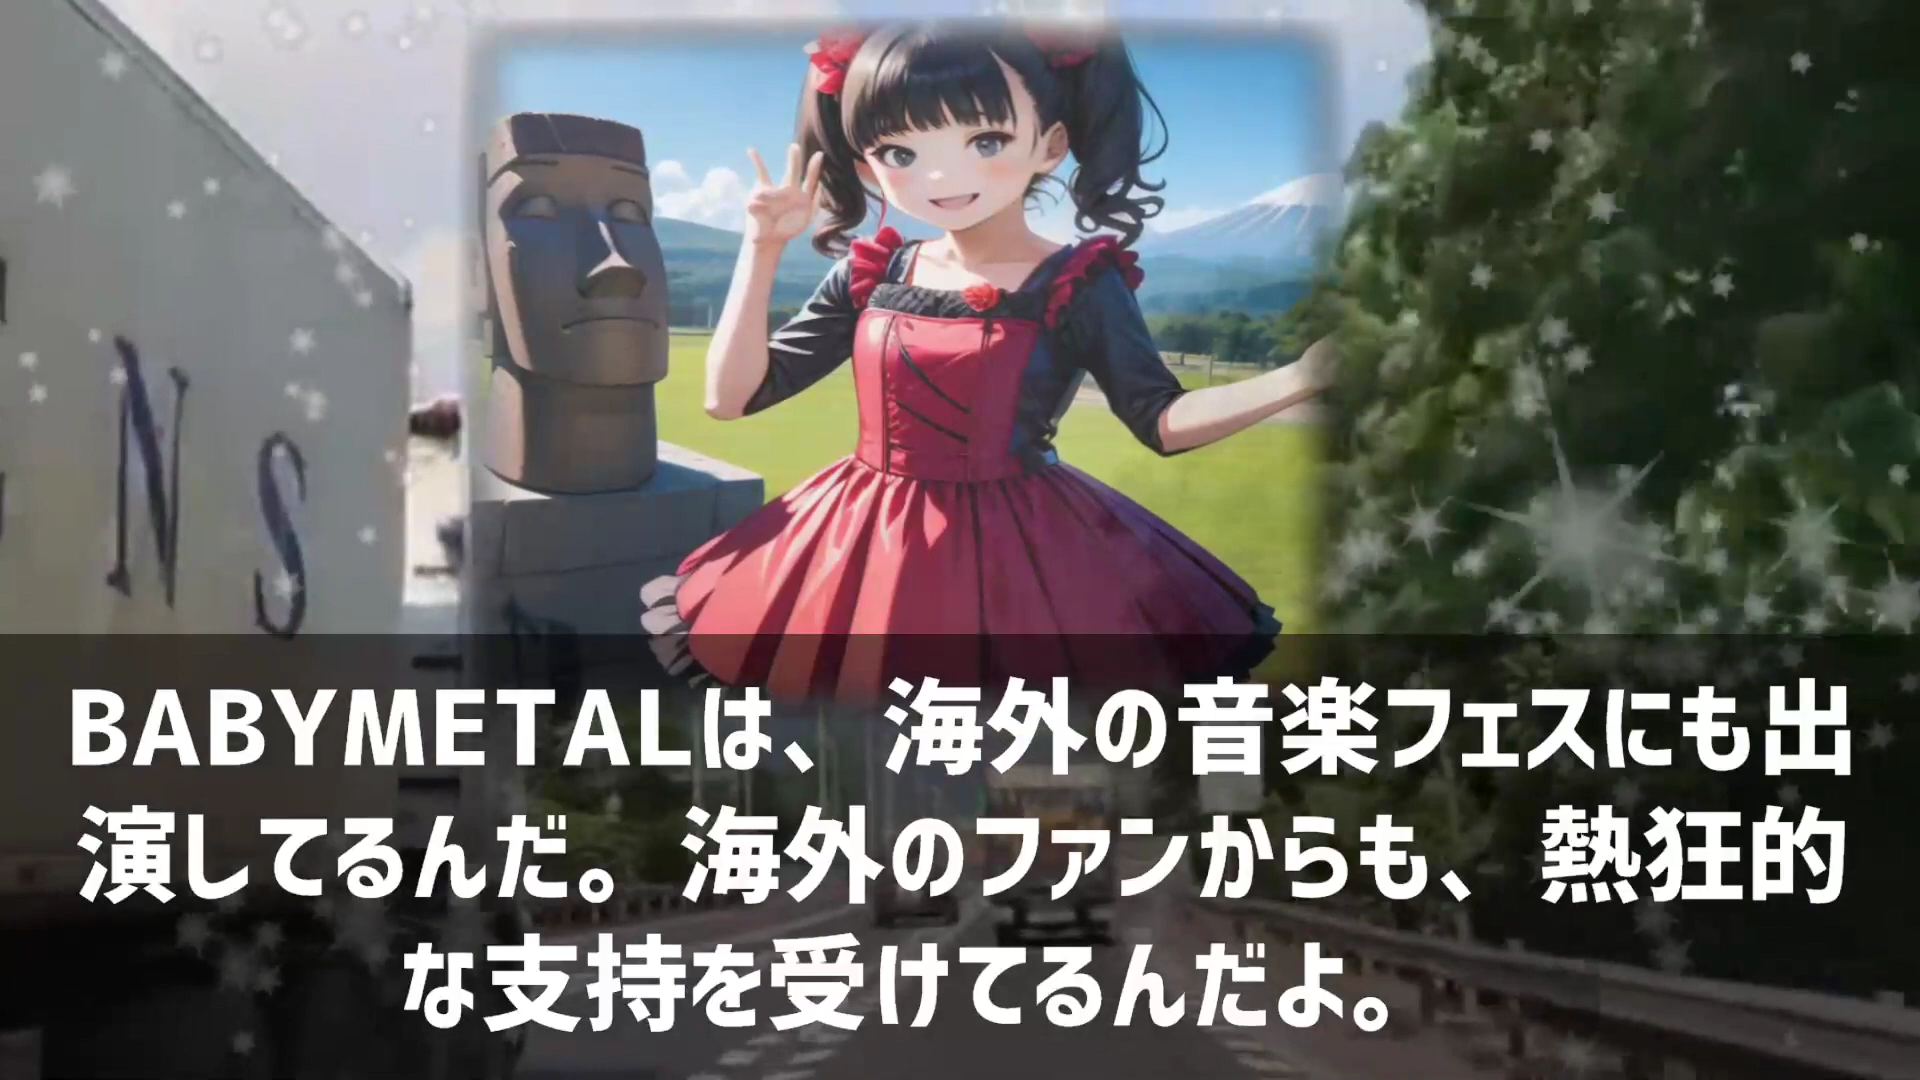 NS
BABYMETALは、海外の音楽フェスにも出
演してるんだ。海外のファンからも、熱狂的
な支持を受けてるんだよ。